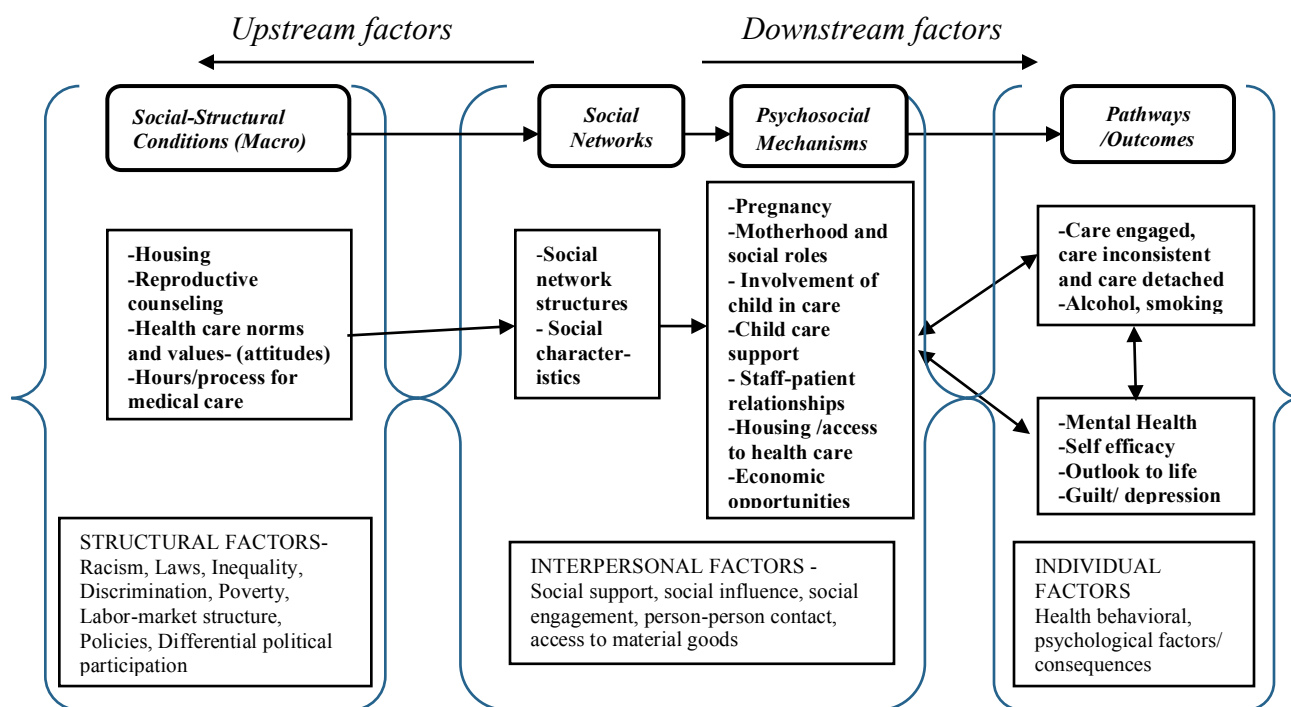 Upstream factors
Downstream factors
Social-Structural
Conditions (Macro)
Social
Networks
Psychosocial
Mechanisms
Pathways
/Outcomes
-Housing
-Reproductive
counseling
-Health care norms
and values- (attitudes)
-Hours/process for
medical care
-Social
network
structures
- Social
character-
istics
-Pregnancy
-Motherhood and
social roles
- Involvement of
child in care
-Child care
support
- Staff-patient
relationships
-Housing /access
to health care
-Economic
opportunities
-Care engaged,
care inconsistent
and care detached
-Alcohol, smoking
-Mental Health
-Self efficacy
-Outlook to life
-Guilt/ depression
STRUCTURAL FACTORS-
Racism, Laws, Inequality,
Discrimination, Poverty,
Labor-market structure,
Policies, Differential political
participation
INTERPERSONAL FACTORS -
Social support, social influence, social
engagement, person-person contact,
access to material goods
INDIVIDUAL
FACTORS
Health behavioral,
psychological factors/
consequences